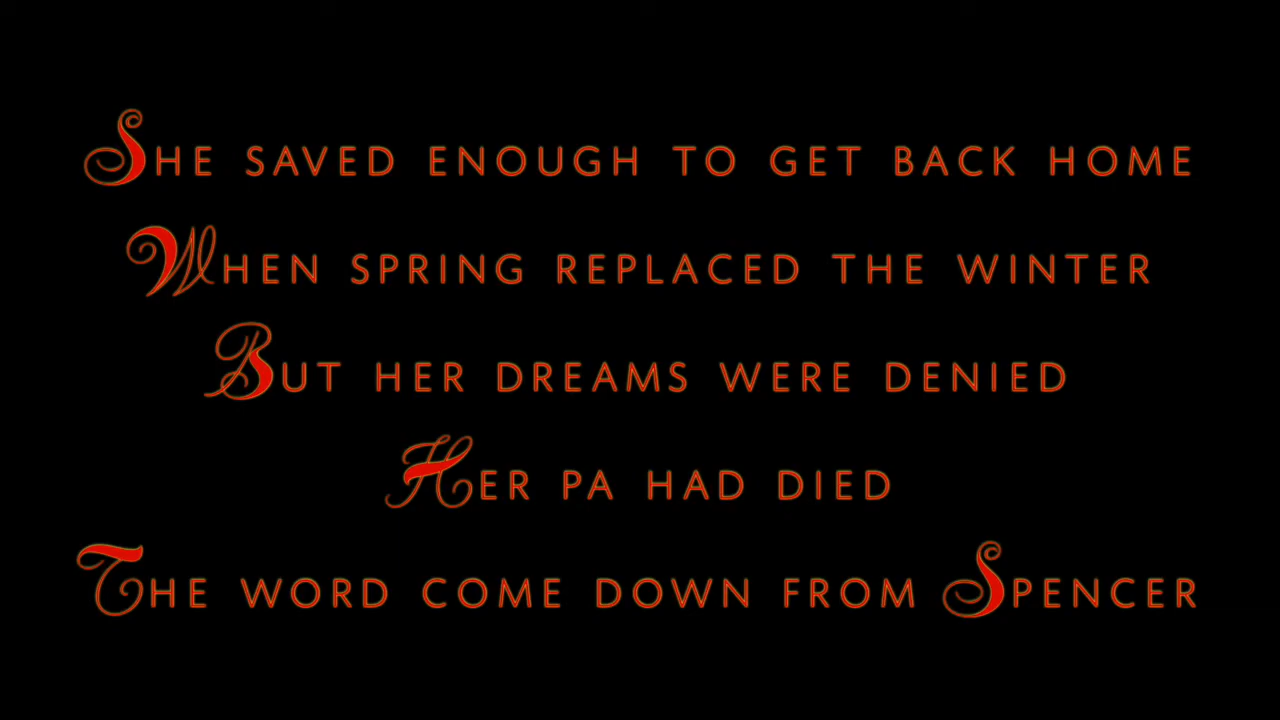 She saved enough to get back home
When spring replaced the winter
But her dreams were denied
Her pa had died
The word come down from Spencer